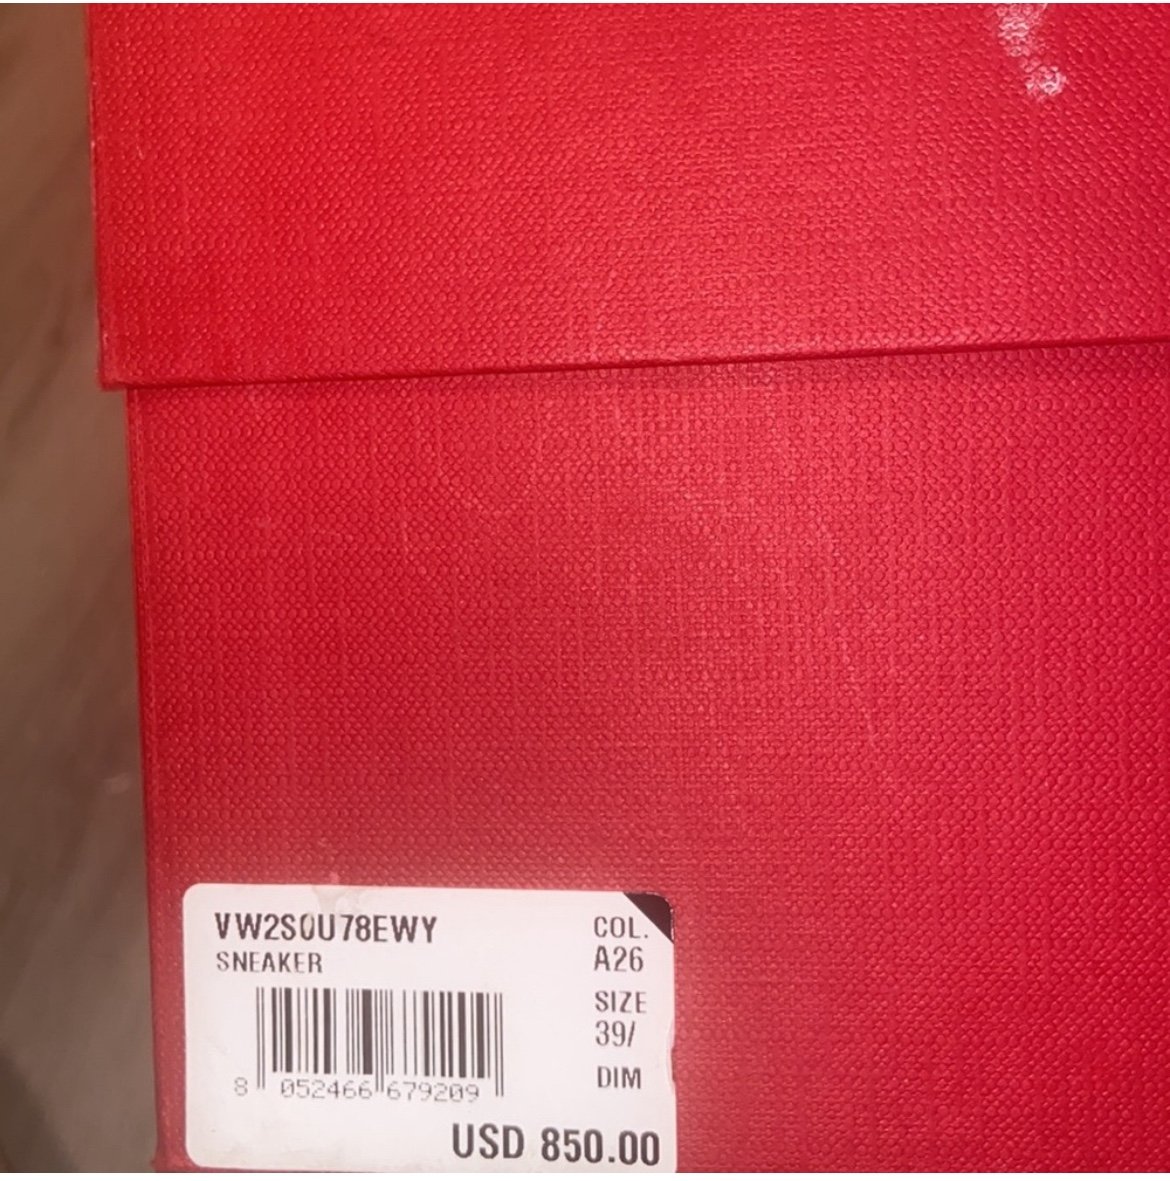 VW2S0U78EWY
SNEAKER
8 052466 679209
COL.
A26
SIZE
39/
DIM
USD 850.00